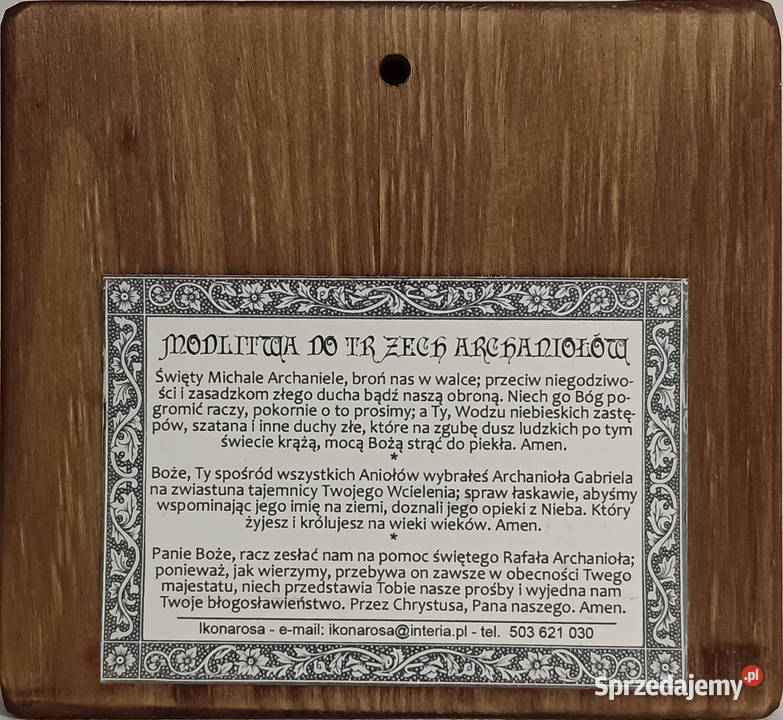 MODLITWA DO TRZECH ARCHANIOŁÓW
Święty Michale Archaniele, broń nas w walce; przeciw niegodziwo-
ści i zasadzkom złego ducha bądź naszą obroną. Niech go Bóg po-
gromić raczy, pokornie o to prosimy; a Ty, Wodzu niebieskich zastę-
pów, szatana i inne duchy złe, które na zgubę dusz ludzkich po tym
świecie krążą, mocą Bożą strąć do piekła. Amen.
*
Boże, Ty spośród wszystkich Aniołów wybrałeś Archanioła Gabriela
na zwiastuna tajemnicy Twojego Wcielenia; spraw łaskawie, abyśmy
wspominając jego imię na ziemi, doznali jego opieki z Nieba. Który
żyjesz i królujesz na wieki wieków. Amen.
*
Panie Boże, racz zesłać nam na pomoc świętego Rafała Archanioła;
ponieważ, jak wierzymy, przebywa on zawsze w obecności Twego
majestatu, niech przedstawia Tobie nasze prośby i wyjedna nam
Twoje błogosławieństwo. Przez Chrystusa, Pana naszego. Amen.
Ikonarosa - e-mail: ikonarosa@interia.pl - tel. 503 621 030
Sprzedajemy.pl